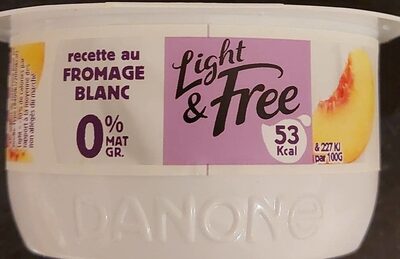 recette au
FROMAGE
BLANC
0%
MAT
GR.
Light
& Free
53
Kcal
& 227 KJ
par 100G
DANONE